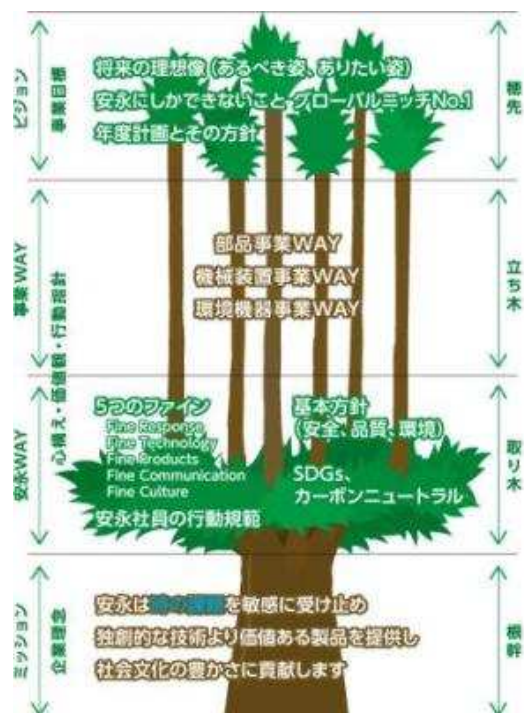 ビジョン
事業目標
将来の理想像（あるべき姿、ありたい姿）
安永にしかできないこと グローバルニッチNo.1
年度計画とその方針
穂先
事業WAY
心構え・価値観・行動指針
部品事業WAY
機械装置事業WAY
環境機器事業WAY
立ち木
安永WAY
5つのファイン
Fine Response
Fine Technology
Fine Products
Fine Communication
Fine Culture
安永社員の行動規範
基本方針
（安全、品質、環境）
SDGs、
カーボンニュートラル
取り木
ミッション
企業理念
安永は を敏感に受け止め
独創的な技術より価値ある製品を提供し
社会文化の豊かさに貢献します
根幹